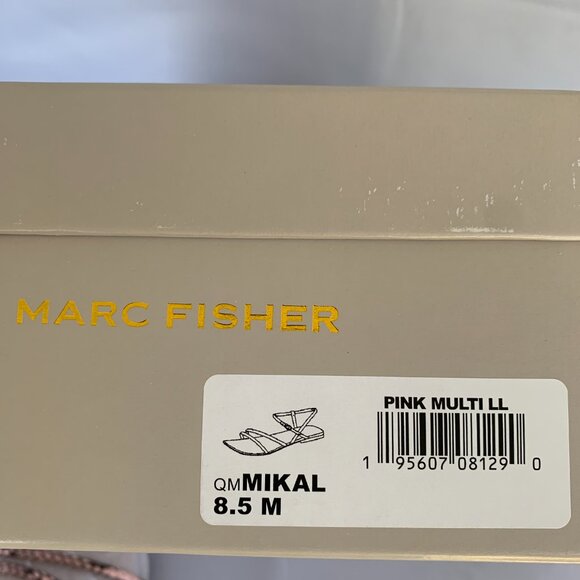 MARC FISHER
PINK MULTI LL
1 95607 08129 0
QMMIKAL
8.5 M